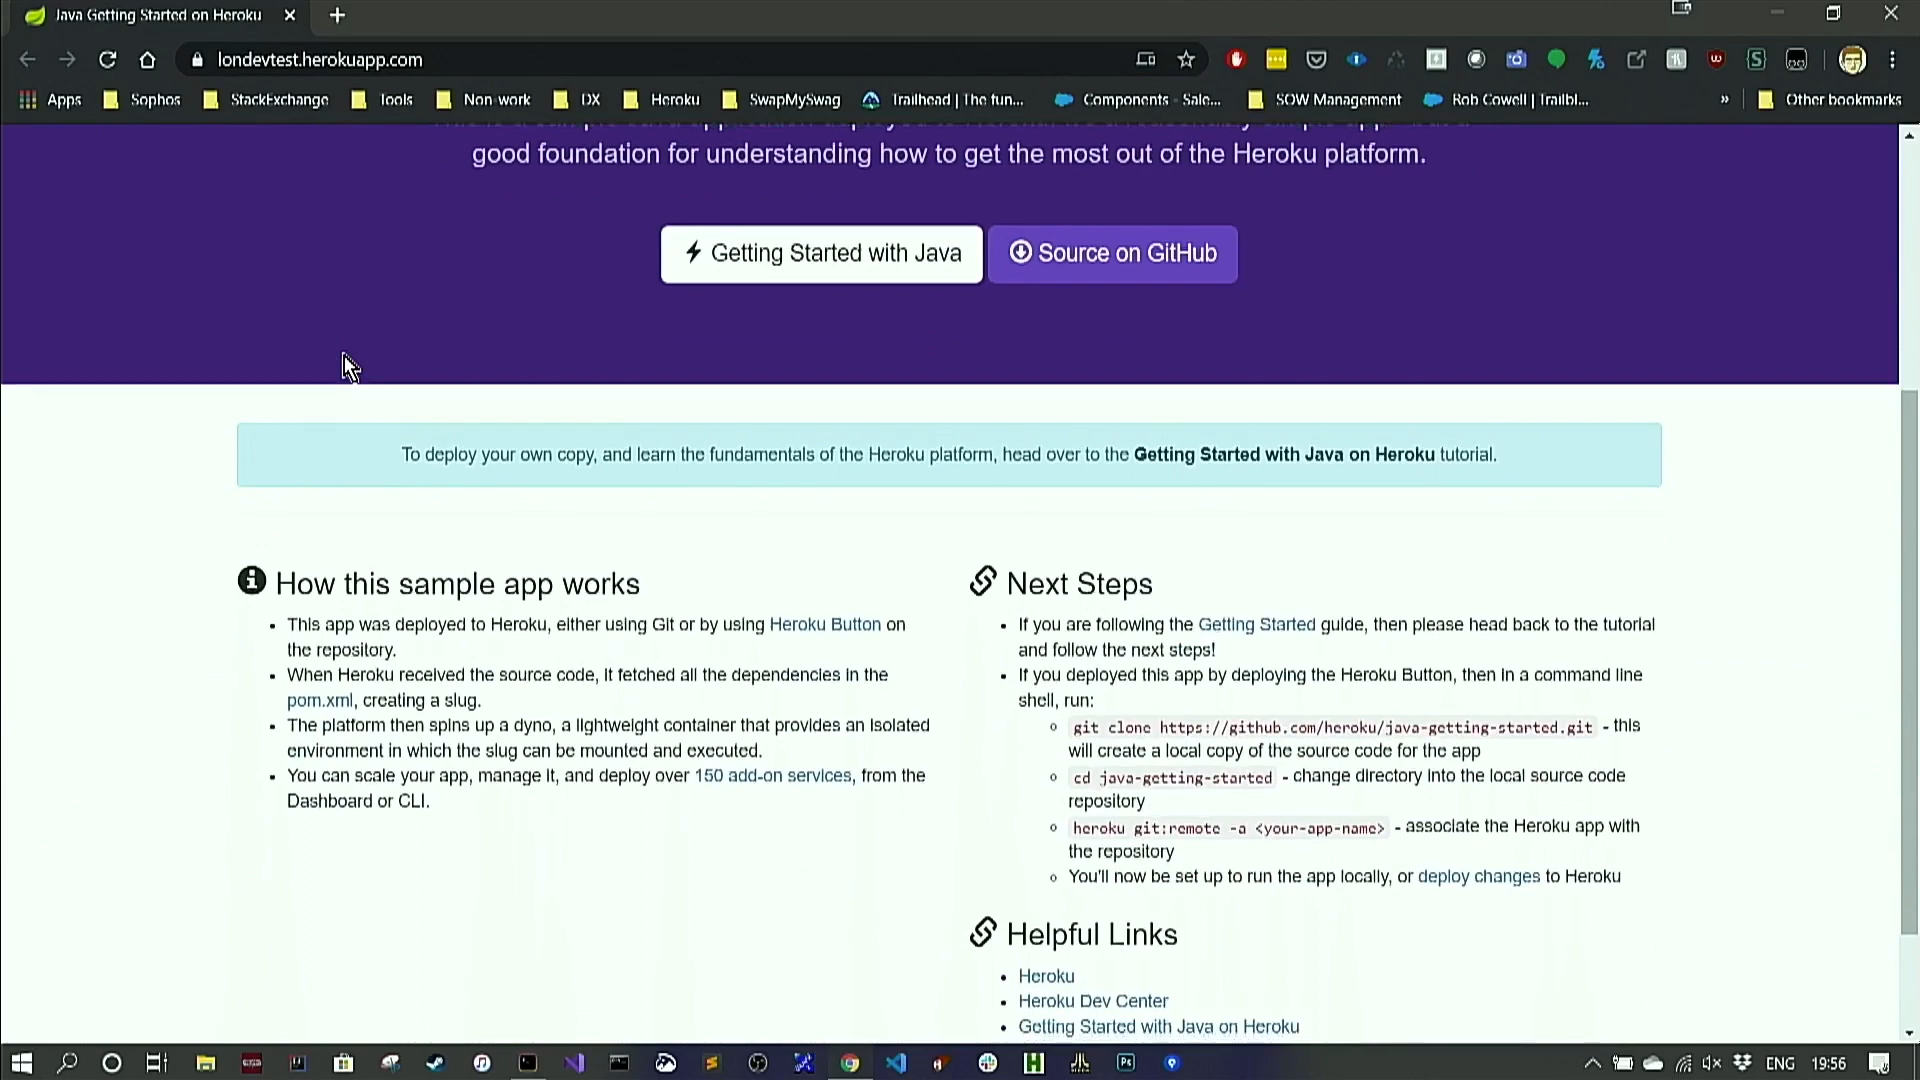 Java Getting Started on Heroku
londevtest.herokuapp.com
Apps Sophos StackExchange Tools Non-work DX Heroku SwapMySwag Trailhead | The fun... Components - Sale... SOW Management Rob Cowell | Trailbl... » Other bookmarks
good foundation for understanding how to get the most out of the Heroku platform.
Getting Started with Java Source on GitHub
To deploy your own copy, and learn the fundamentals of the Heroku platform, head over to the Getting Started with Java on Heroku tutorial.
How this sample app works
• This app was deployed to Heroku, either using Git or by using Heroku Button on
the repository.
• When Heroku received the source code, it fetched all the dependencies in the
pom.xml, creating a slug.
• The platform then spins up a dyno, a lightweight container that provides an isolated
environment in which the slug can be mounted and executed.
• You can scale your app, manage it, and deploy over 150 add-on services, from the
Dashboard or CLI.
Next Steps
• If you are following the Getting Started guide, then please head back to the tutorial
and follow the next steps!
• If you deployed this app by deploying the Heroku Button, then in a command line
shell, run:
git clone https://github.com/heroku/java-getting-started.git - this
will create a local copy of the source code for the app
cd java-getting-started - change directory into the local source code
repository
heroku git:remote -a <your-app-name> - associate the Heroku app with
the repository
You'll now be set up to run the app locally, or deploy changes to Heroku
Helpful Links
• Heroku
• Heroku Dev Center
• Getting Started with Java on Heroku
ENG 19:56